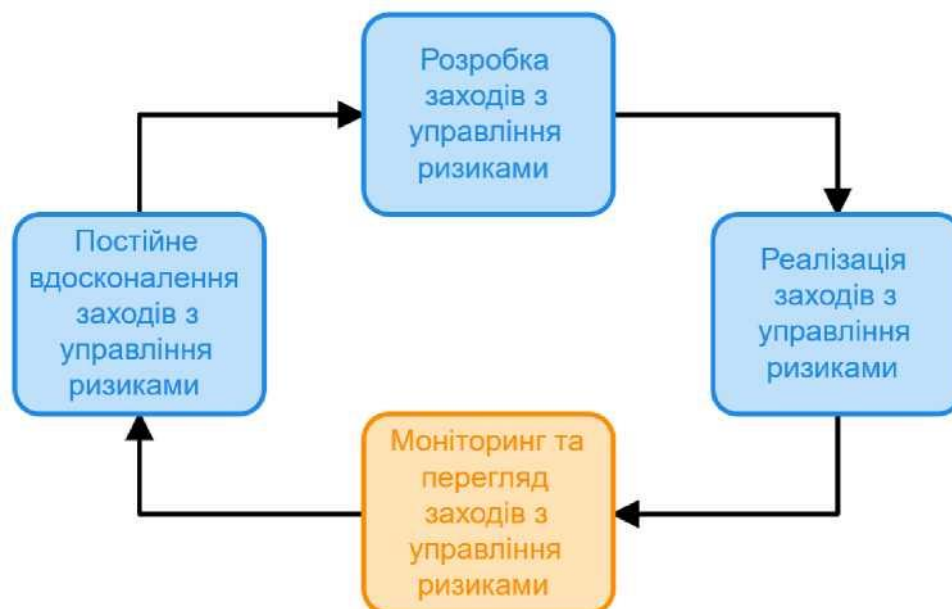 Розробка
заходів з
управління
ризиками
Реалізація
заходів з
управління
ризиками
Моніторинг та
перегляд
заходів з
управління
ризиками
Постійне
вдосконалення
заходів з
управління
ризиками